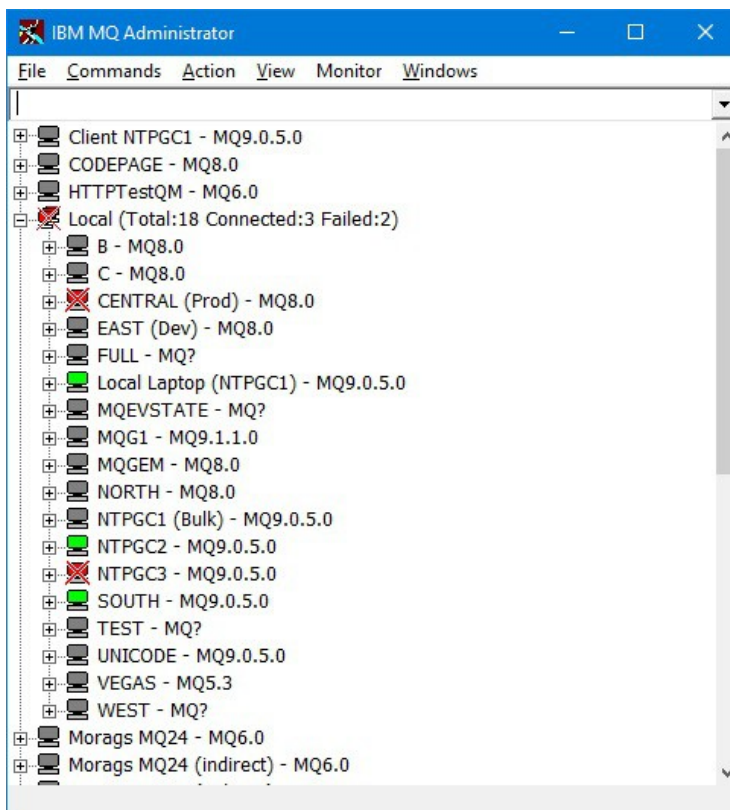 IBM MQ Administrator
File Commands Action View Monitor Windows
Client NTPGC1 - MQ9.0.5.0
CODEPAGE - MQ8.0
HTTPTestQM - MQ6.0
Local (Total:18 Connected:3 Failed:2)
B - MQ8.0
C - MQ8.0
CENTRAL (Prod) - MQ8.0
EAST (Dev) - MQ8.0
FULL - MQ?
Local Laptop (NTPGC1) - MQ9.0.5.0
MQEVSTATE - MQ?
MQG1 - MQ9.1.1.0
MQGEM - MQ8.0
NORTH - MQ8.0
NTPGC1 (Bulk) - MQ9.0.5.0
NTPGC2 - MQ9.0.5.0
NTPGC3 - MQ9.0.5.0
SOUTH - MQ9.0.5.0
TEST - MQ?
UNICODE - MQ9.0.5.0
VEGAS - MQ5.3
WEST - MQ?
Morags MQ24 - MQ6.0
Morags MQ24 (indirect) - MQ6.0